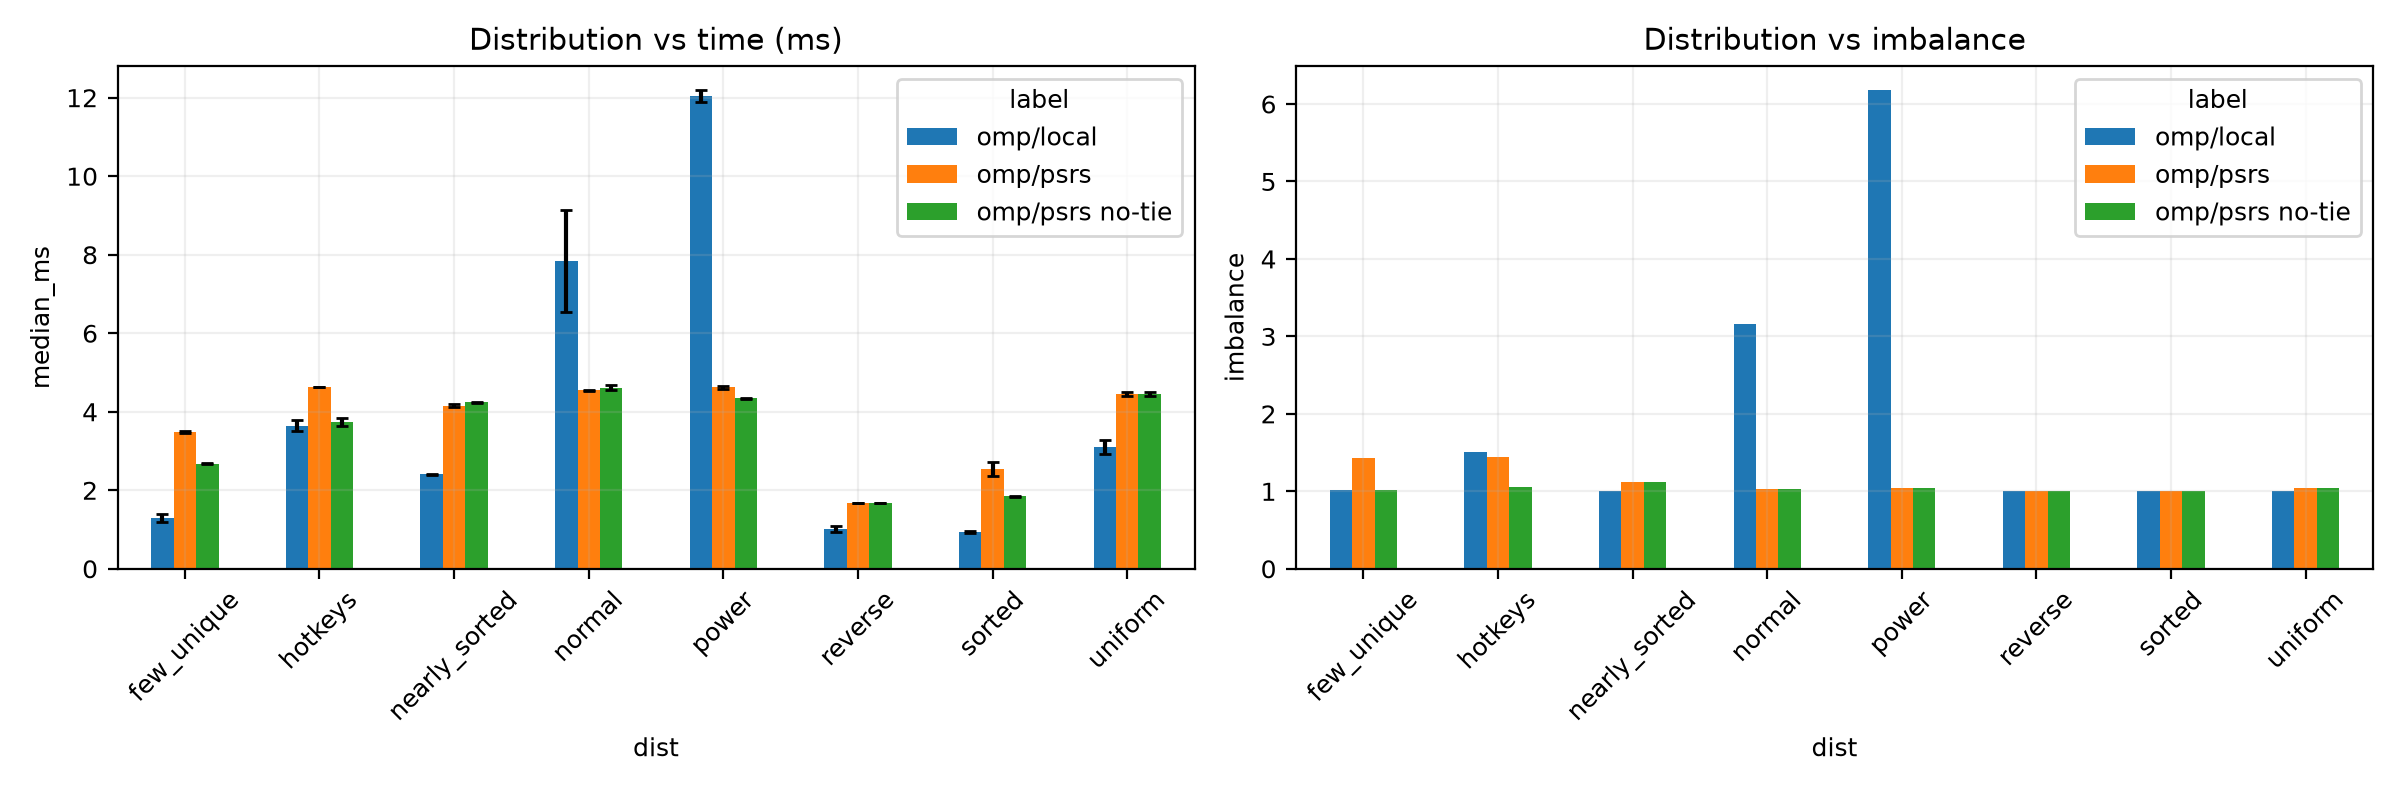 Distribution vs time (ms)
median_ms
12
10
8
6
4
2
0
label
omp/local
omp/psrs
omp/psrs no-tie
few_unique
hotkeys
nearly_sorted
normal
power
reverse
sorted
uniform
dist
Distribution vs imbalance
imbalance
6
5
4
3
2
1
0
label
omp/local
omp/psrs
omp/psrs no-tie
few_unique
hotkeys
nearly_sorted
normal
power
reverse
sorted
uniform
dist